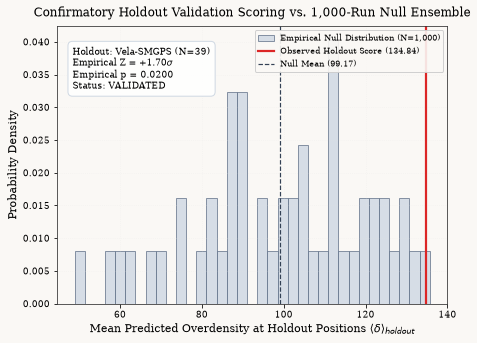 Confirmatory Holdout Validation Scoring vs. 1,000-Run Null Ensemble
Holdout: Vela-SMGPS (N=39)
Empirical Z = +1.70σ
Empirical p = 0.0200
Status: VALIDATED
Empirical Null Distribution (N=1,000)
Observed Holdout Score (134.84)
Null Mean (99.17)
Probability Density
0.040
0.035
0.030
0.025
0.020
0.015
0.010
0.005
0.000
60
80
100
120
140
Mean Predicted Overdensity at Holdout Positions ⟨δ⟩holdout